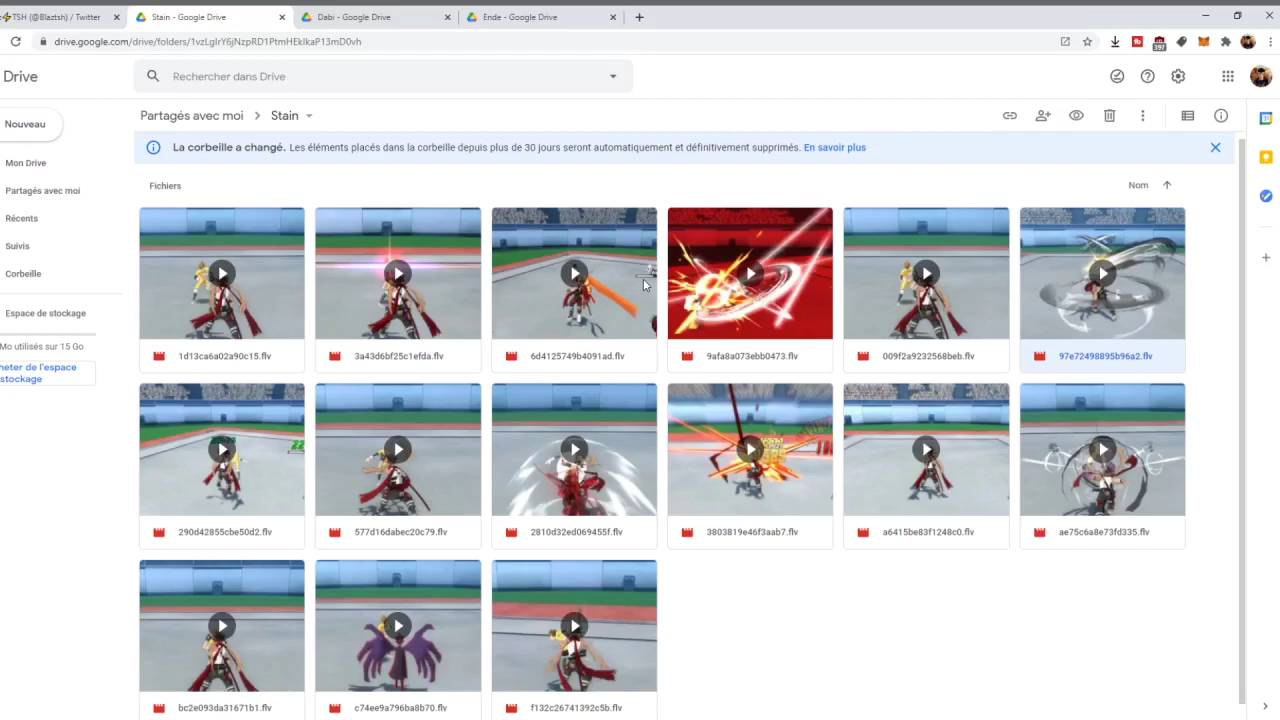 TSH (@Blaztsh) / Twitter
Stain - Google Drive
Dabi - Google Drive
Ende - Google Drive
drive.google.com/drive/folders/1vzLgIrY6jNzpRD1PtmHEkIkaP13mD0vh
397
Drive
Rechercher dans Drive
Nouveau
Partagés avec moi
Stain
La corbeille a changé. Les éléments placés dans la corbeille depuis plus de 30 jours seront automatiquement et définitivement supprimés. En savoir plus
Mon Drive
Partagés avec moi
Récents
Suivis
Corbeille
Espace de stockage
Mo utilisés sur 15 Go
heter de l'espace
stockage
Fichiers
Nom
1d13ca6a02a90c15.flv
3a43d6bf25c1efda.flv
6d4125749b4091ad.flv
9afa8a073ebb0473.flv
009f2a9232568beb.flv
97e72498895b96a2.flv
290d42855cbe50d2.flv
577d16dabec20c79.flv
2810d32ed069455f.flv
3803819e46f3aab7.flv
a6415be83f1248c0.flv
ae75c6a8e73fd335.flv
bc2e093da31671b1.flv
c74ee9a796ba8b70.flv
f132c26741392c5b.flv